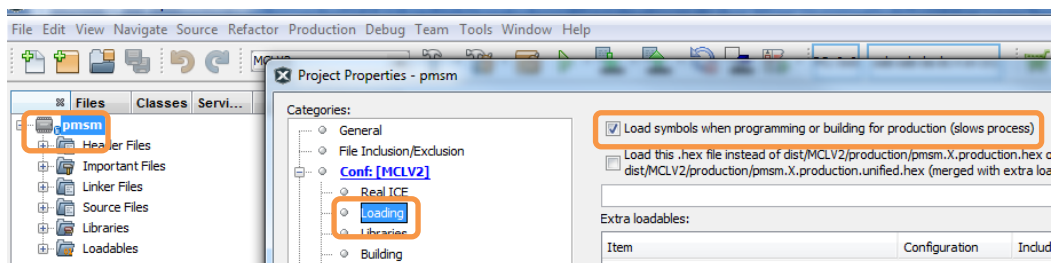 File Edit View Navigate Source Refactor Production Debug Team Tools Window Help
Project Properties - pmsm
Files Classes Servi...
pmsm
Header Files
Important Files
Linker Files
Source Files
Libraries
Loadables
Categories:
General
File Inclusion/Exclusion
Conf: [MCLV2]
Real ICE
Loading
Libraries
Building
Load symbols when programming or building for production (slows process)
Load this .hex file instead of dist/MCLV2/production/pmsm.X.production.hex
dist/MCLV2/production/pmsm.X.production.unified.hex (merged with extra
Extra loadables:
Item Configuration